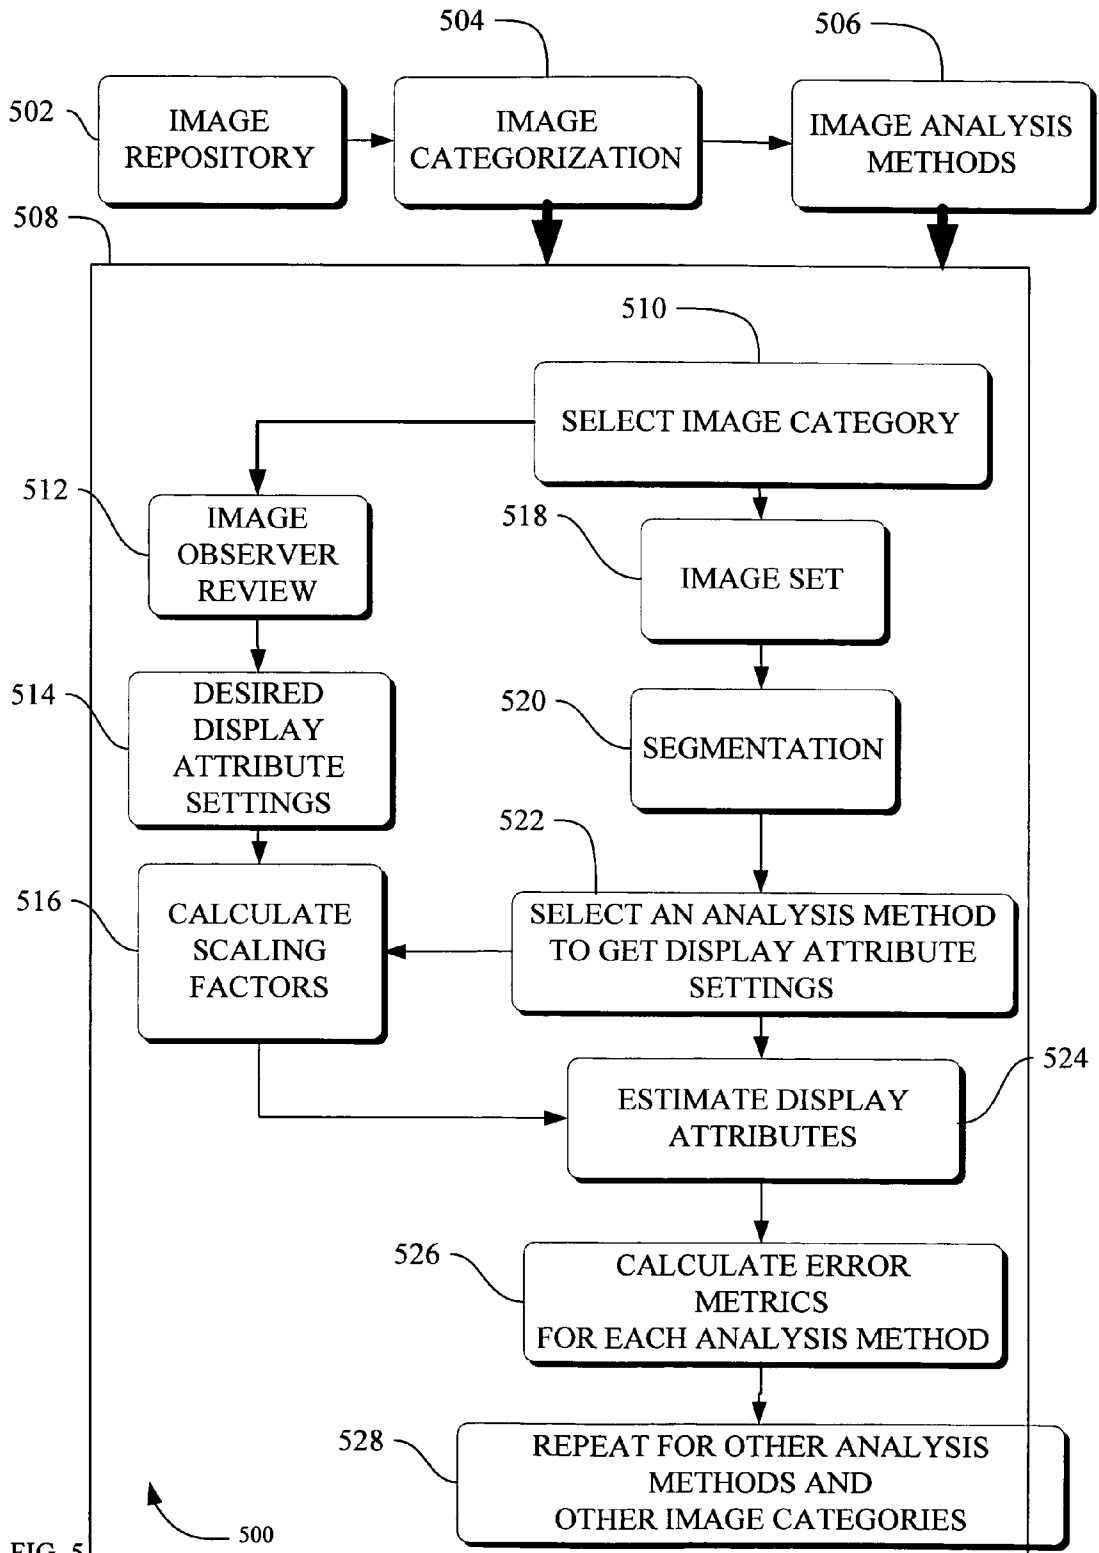 504
506
502
IMAGE
REPOSITORY
IMAGE
CATEGORIZATION
IMAGE ANALYSIS
METHODS
508
510
SELECT IMAGE CATEGORY
512
IMAGE
OBSERVER
REVIEW
518
IMAGE SET
514
DESIRED
DISPLAY
ATTRIBUTE
SETTINGS
520
SEGMENTATION
522
516
CALCULATE
SCALING
FACTORS
SELECT AN ANALYSIS METHOD
TO GET DISPLAY ATTRIBUTE
SETTINGS
524
ESTIMATE DISPLAY
ATTRIBUTES
526
CALCULATE ERROR
METRICS
FOR EACH ANALYSIS METHOD
528
REPEAT FOR OTHER ANALYSIS
METHODS AND
OTHER IMAGE CATEGORIES
500
FIG. 5